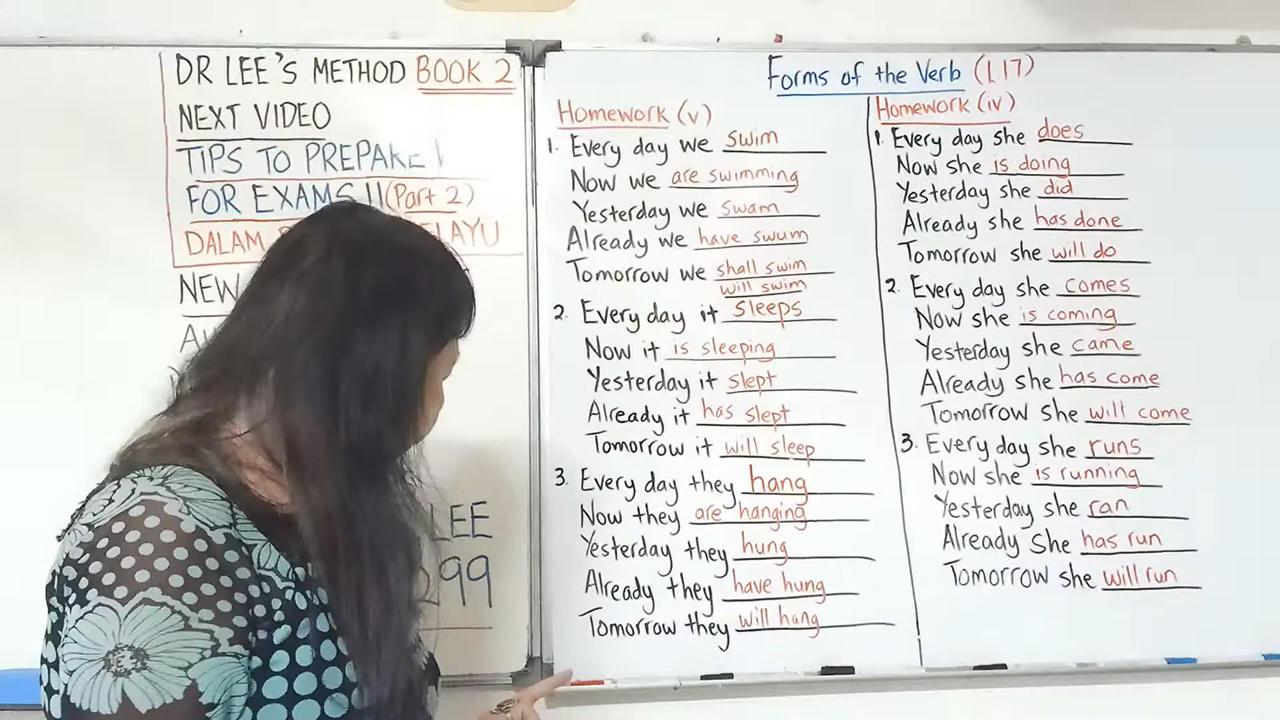 DR LEE'S METHOD BOOK 2
NEXT VIDEO
TIPS TO
FOR EXAMS II (Part 2)
DALAM
NEW
LEE
299
Forms of the Verb (1.17)
Homework (v)
1. Every day we swim
Now we are swimming
Yesterday we swam
Already we have swum
Tomorrow we shall swim
will swim
2. Every day it sleeps
Now it is sleeping
Yesterday it slept
Already it has slept
Tomorrow it will sleep
3. Every day they hang
Now they are hanging
Yesterday they hung
Already they have hung
Tomorrow they will hang
Homework (iv)
1. Every day she does
Now she is doing
Yesterday she did
Already she has done
Tomorrow she will do
2. Every day she comes
Now she is coming
Yesterday she came
Already she has come
Tomorrow she will come
3. Every day she runs
Now she is running
Yesterday she ran
Already she has run
Tomorrow she will run